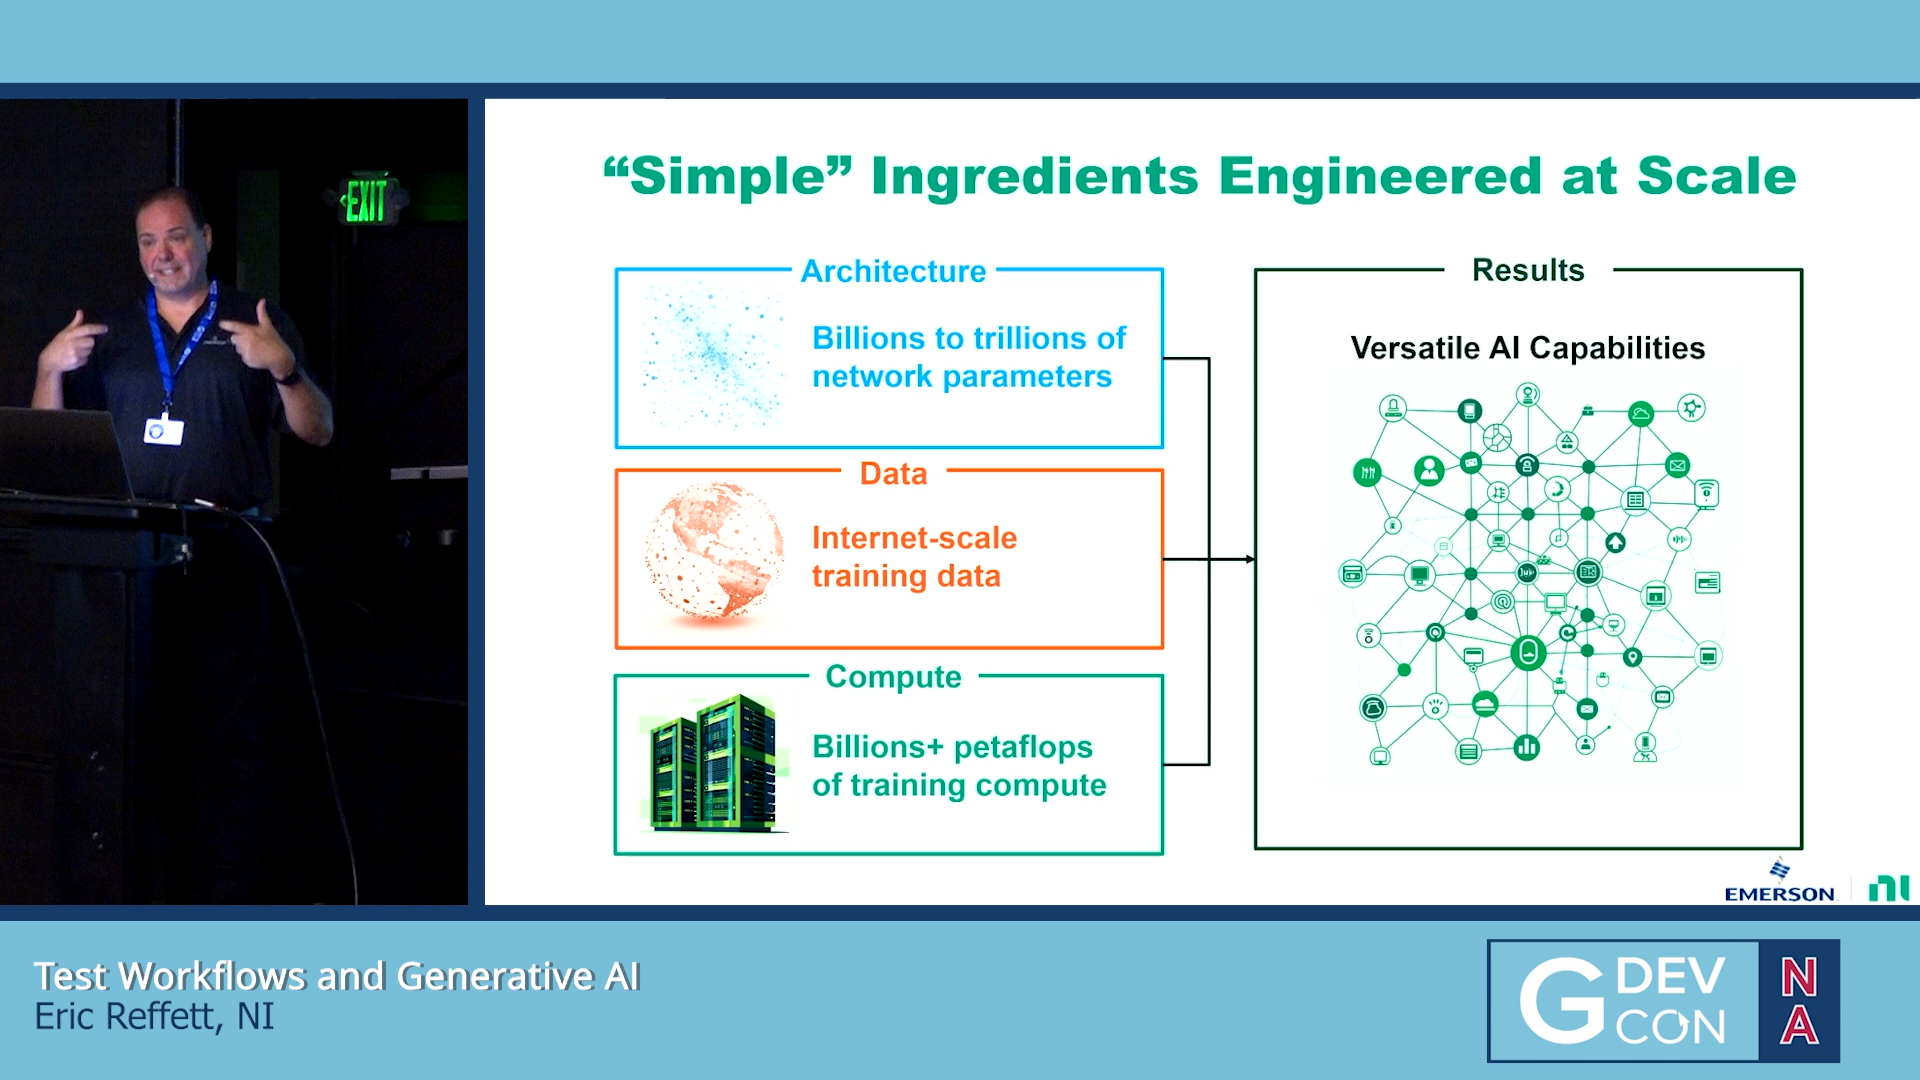 EXIT
“Simple” Ingredients Engineered at Scale
Architecture
Billions to trillions of
network parameters
Data
Internet-scale
training data
Compute
Billions+ petaflops
of training compute
Results
Versatile AI Capabilities
EMERSON
ni
Test Workflows and Generative AI
Eric Reffett, NI
G DEV
CON
N
A